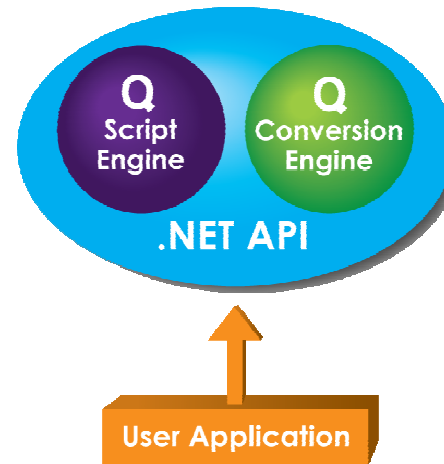 Q
Script
Engine
Q
Conversion
Engine
.NET API
User Application